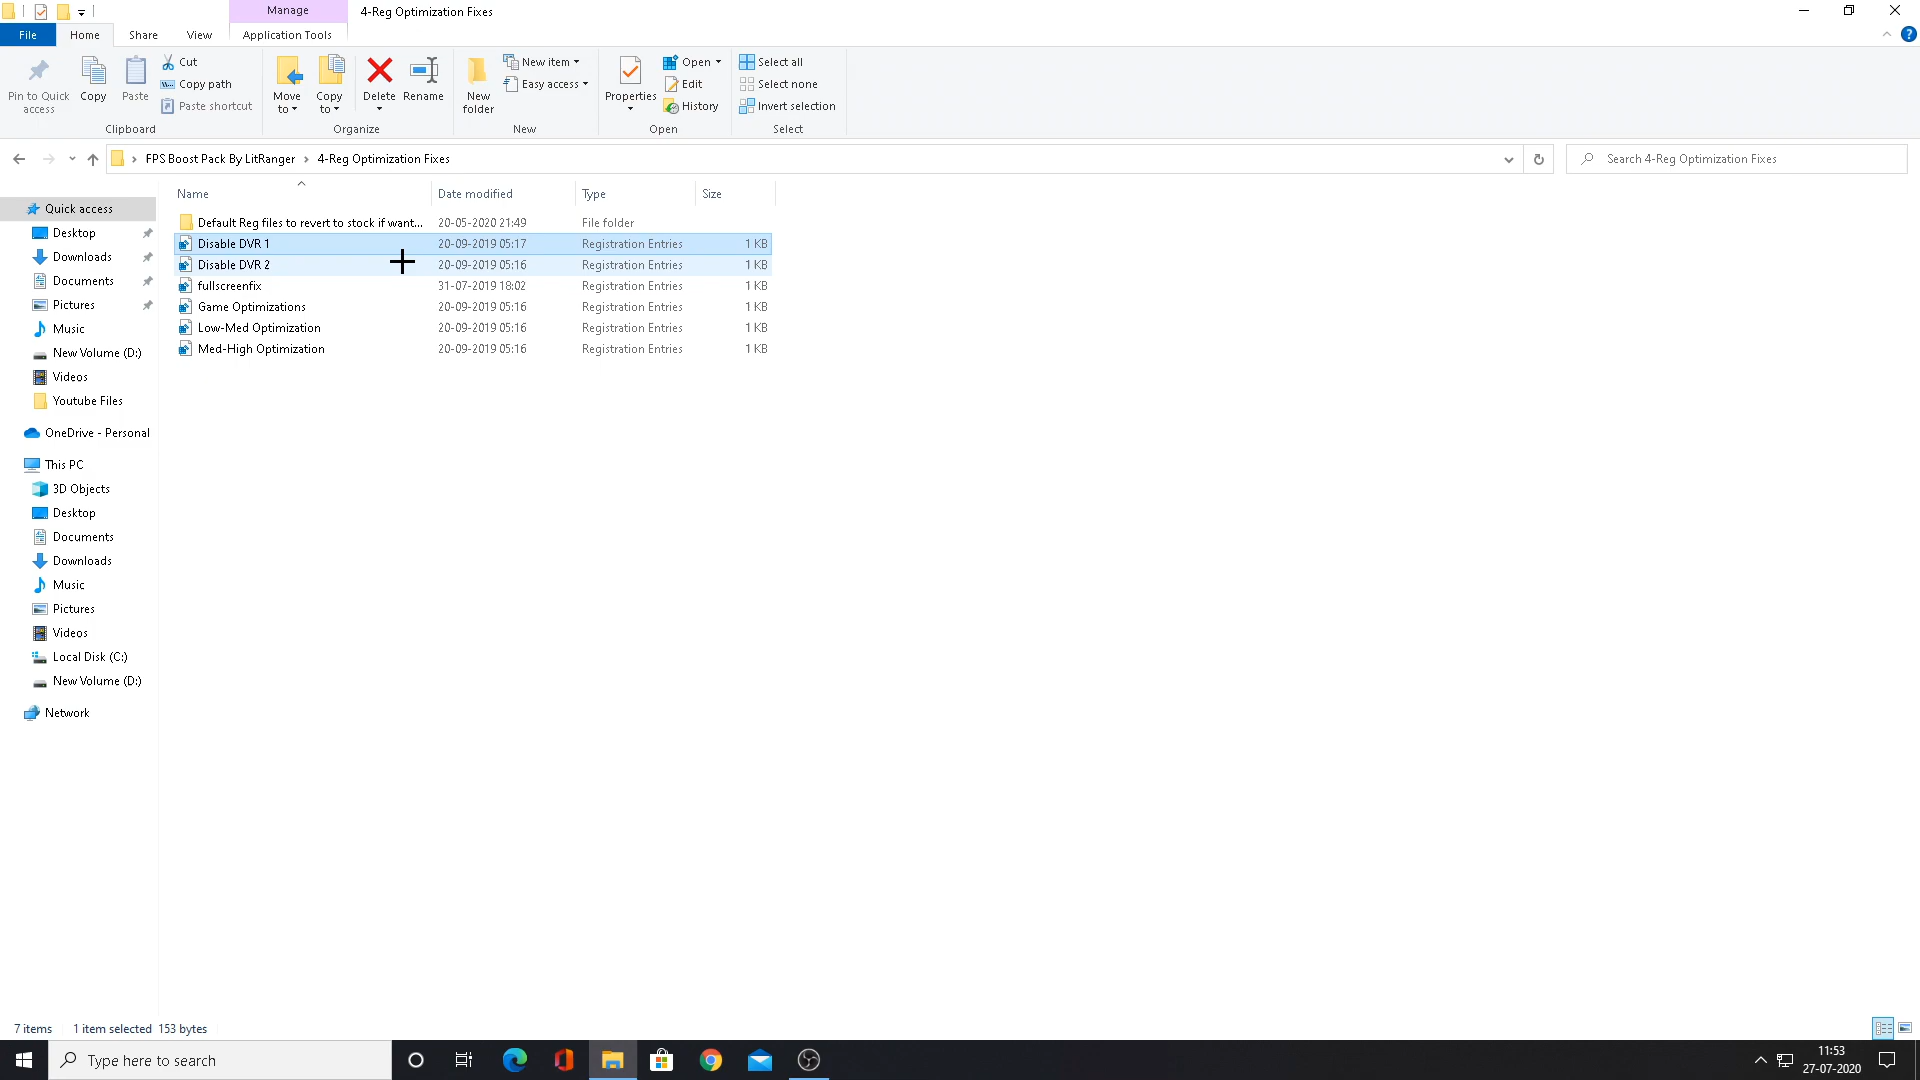 Manage
4-Reg Optimization Fixes
File
Home
Share
View
Application Tools
Pin to Quick access
Copy
Paste
Cut
Copy path
Paste shortcut
Clipboard
Move to
Copy to
Delete
Rename
Organize
New folder
New item
Easy access
New
Properties
Open
Edit
History
Open
Select all
Select none
Invert selection
Select
FPS Boost Pack By LitRanger > 4-Reg Optimization Fixes
Search 4-Reg Optimization Fixes
Name Date modified Type Size
Default Reg files to revert to stock if want... 20-05-2020 21:49 File folder
Disable DVR 1 20-09-2019 05:17 Registration Entries 1 KB
Disable DVR 2 20-09-2019 05:16 Registration Entries 1 KB
fullscreenfix 31-07-2019 18:02 Registration Entries 1 KB
Game Optimizations 20-09-2019 05:16 Registration Entries 1 KB
Low-Med Optimization 20-09-2019 05:16 Registration Entries 1 KB
Med-High Optimization 20-09-2019 05:16 Registration Entries 1 KB
Quick access
Desktop
Downloads
Documents
Pictures
Music
New Volume (D:)
Videos
Youtube Files
OneDrive - Personal
This PC
3D Objects
Desktop
Documents
Downloads
Music
Pictures
Videos
Local Disk (C:)
New Volume (D:)
Network
7 items 1 item selected 153 bytes
Type here to search
11:53
27-07-2020